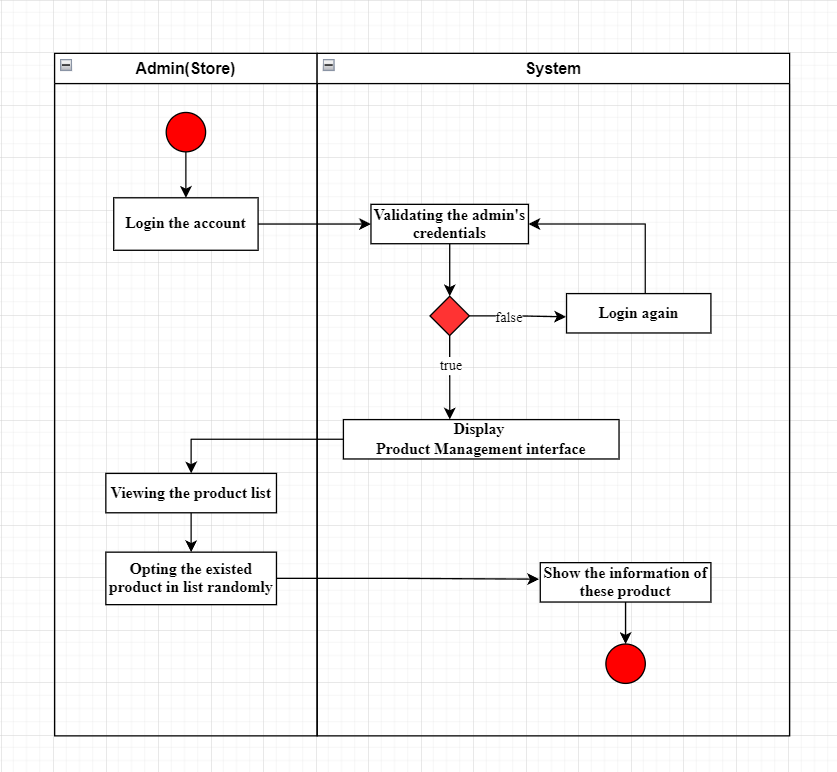 Admin(Store)
System
Login the account
Validating the admin's
credentials
false
Login again
true
Display
Product Management interface
Viewing the product list
Opting the existed
product in list randomly
Show the information of
these product